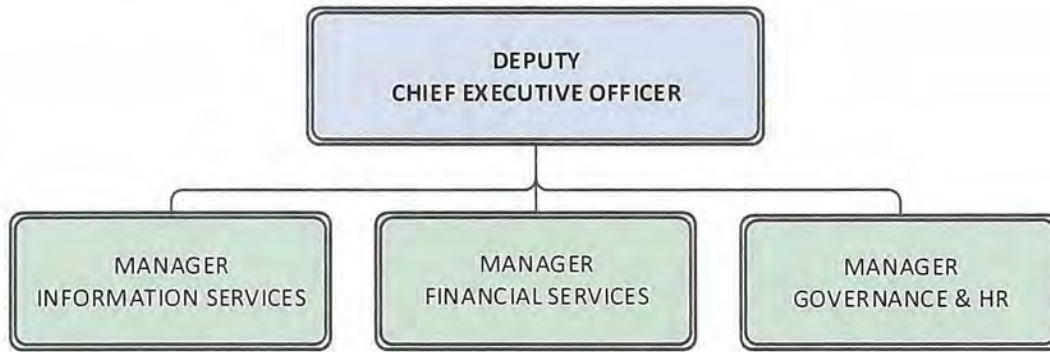 DEPUTY
CHIEF EXECUTIVE OFFICER
MANAGER
INFORMATION SERVICES
MANAGER
FINANCIAL SERVICES
MANAGER
GOVERNANCE & HR